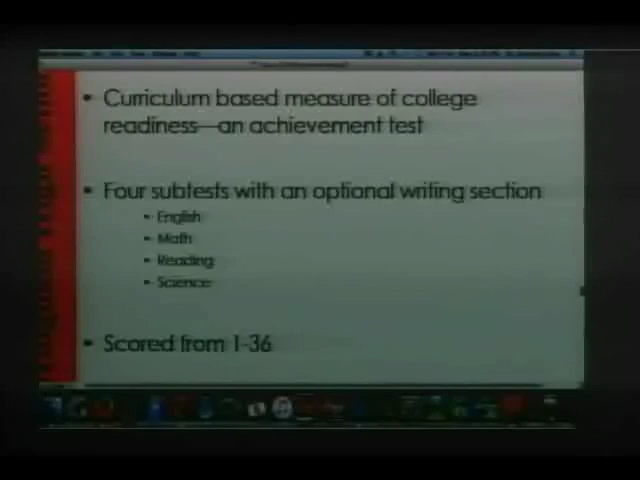 • Curriculum based measure of college
readiness—an achievement test
• Four subtests with an optional writing section
• English
• Math
• Reading
• Science
• Scored from 1-36